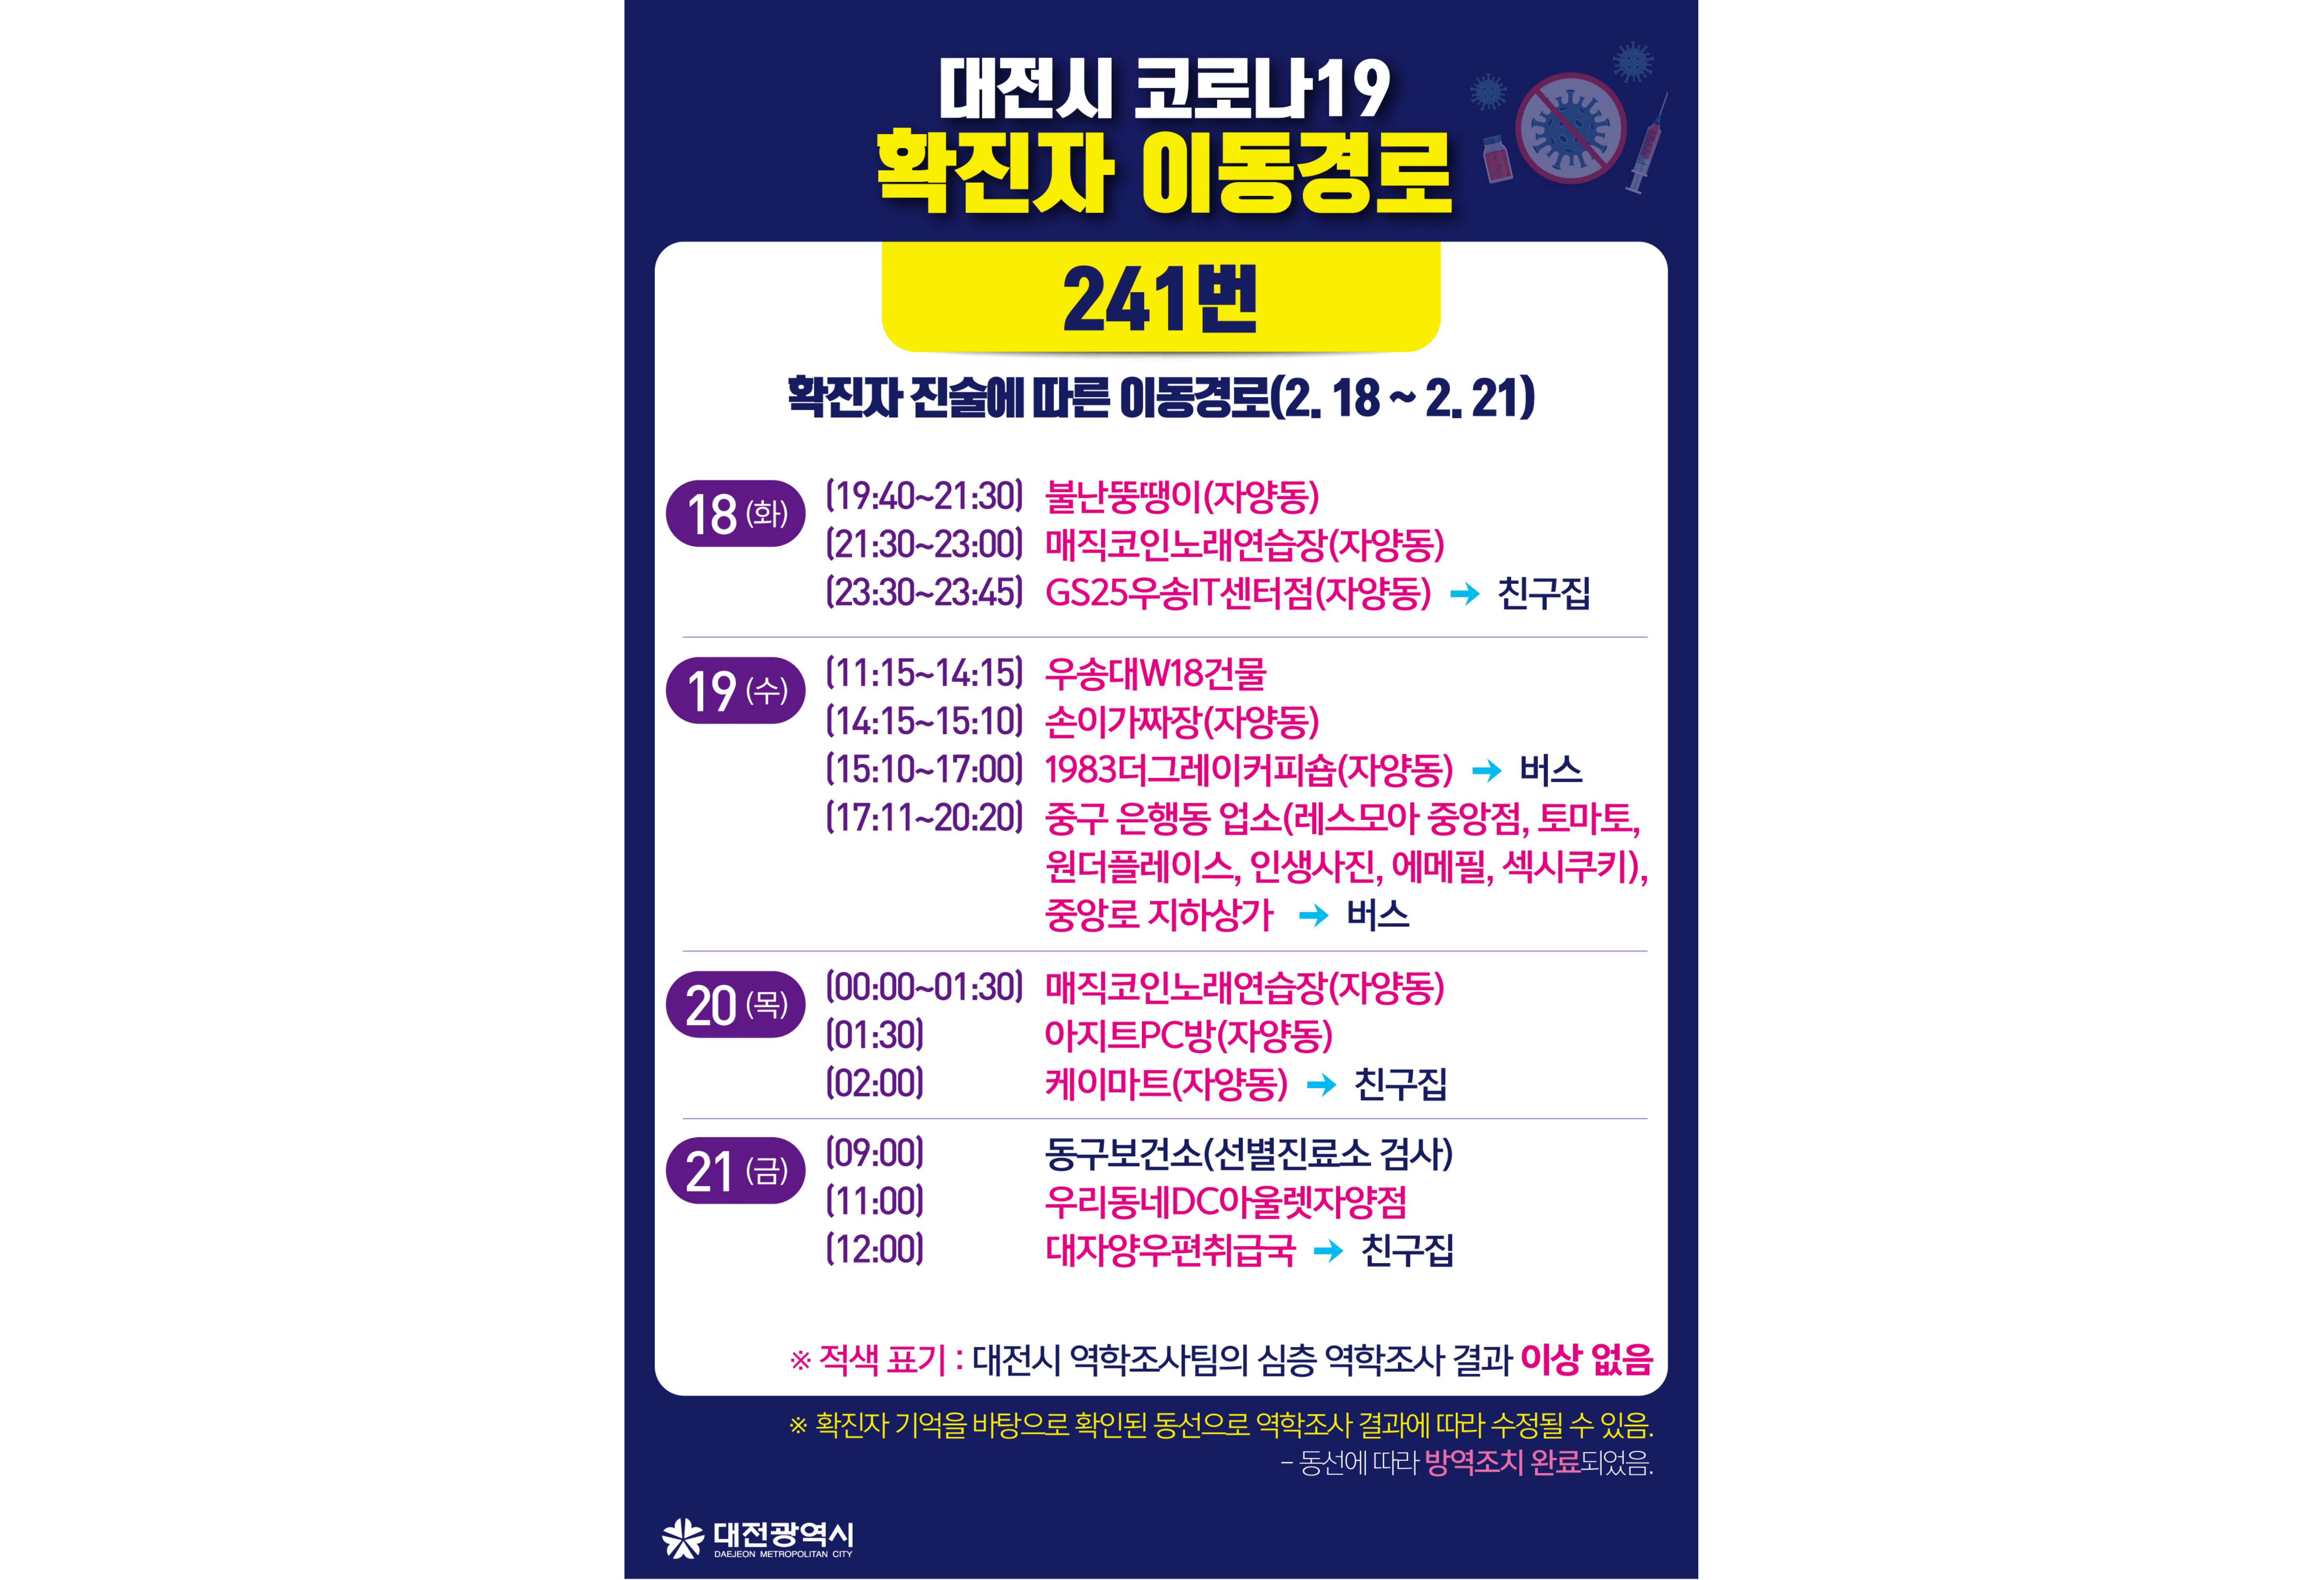 대전시 코로나19
확진자 이동경로
241번
확진자 진술에 따른 이동경로(2. 18 ~ 2. 21)
18 (화) (19:40~21:30) 불난뚱땡이(자양동)
(21:30~23:00) 매직코인노래연습장(자양동)
(23:30~23:45) GS25우송IT센터점(자양동) → 친구집
19 (수) (11:15~14:15) 우송대W18건물
(14:15~15:10) 손이가짜장(자양동)
(15:10~17:00) 1983더그레이커피숍(자양동) → 버스
(17:11~20:20) 중구 은행동 업소(레스모아 중앙점, 토마토,
원더플레이스, 인생사진, 에메필, 섹시쿠키),
중앙로 지하상가 → 버스
20 (목) (00:00~01:30) 매직코인노래연습장(자양동)
(01:30) 아지트PC방(자양동)
(02:00) 케이마트(자양동) → 친구집
21 (금) (09:00) 동구보건소(선별진료소 검사)
(11:00) 우리동네DC아울렛자양점
(12:00) 대자양우편취급국 → 친구집
※ 적색 표기 : 대전시 역학조사팀의 심층 역학조사 결과 이상 없음
※ 확진자 기억을 바탕으로 확인된 동선으로 역학조사 결과에 따라 수정될 수 있음.
- 동선에 따라 방역조치 완료되었음.
대전광역시
DAEJEON METROPOLITAN CITY